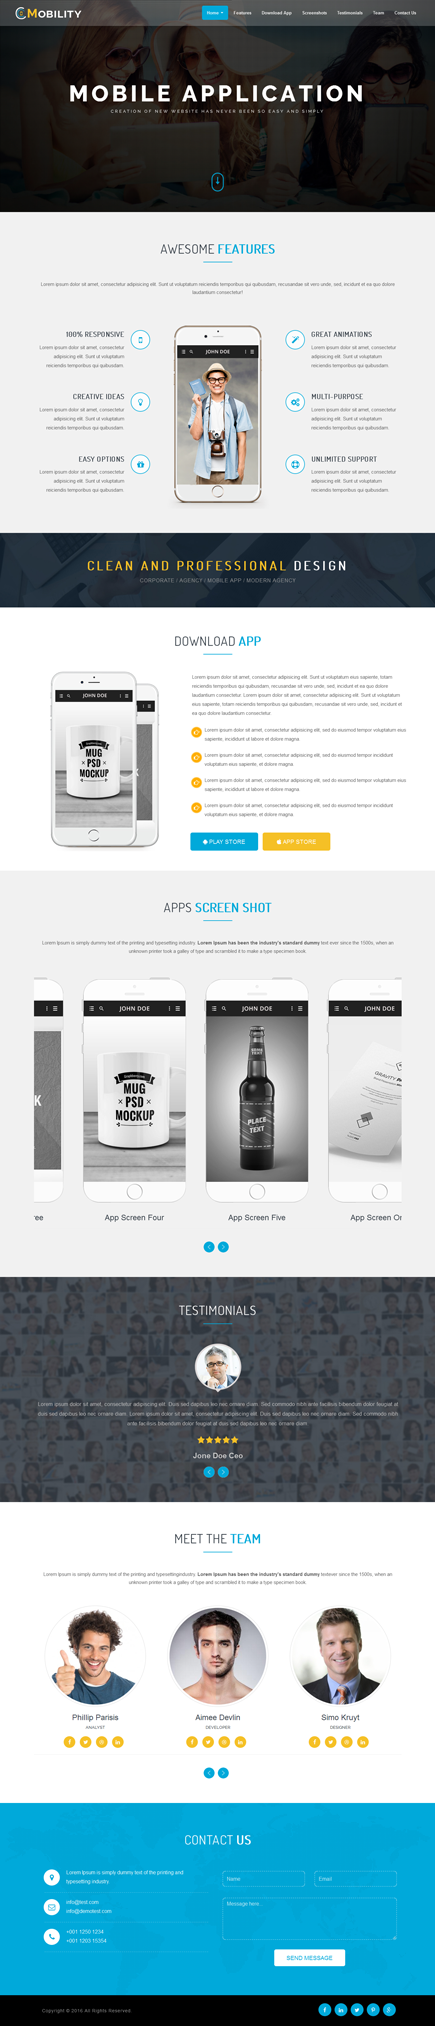 MOBILITY
Home Features Download App Screenshots Testimonials Team Contact Us
MOBILE APPLICATION
CREATION OF NEW WEBSITE HAS NEVER BEEN SO EASY AND SIMPLY
AWESOME FEATURES
Lorem ipsum dolor sit amet, consectetur adipisicing elit. Sunt ut voluptatum reiciendis temporibus qui quibusdam, recusandae sit vero unde, sed, incidunt et ea quo dolore
laudantium consectetur!
100% RESPONSIVE
Lorem ipsum dolor sit amet, consectetur
adipisicing elit. Sunt ut voluptatum
reiciendis temporibus qui quibusdam.
CREATIVE IDEAS
Lorem ipsum dolor sit amet, consectetur
adipisicing elit. Sunt ut voluptatum
reiciendis temporibus qui quibusdam.
EASY OPTIONS
Lorem ipsum dolor sit amet, consectetur
adipisicing elit. Sunt ut voluptatum
reiciendis temporibus qui quibusdam.
JOHN DOE
GREAT ANIMATIONS
Lorem ipsum dolor sit amet, consectetur
adipisicing elit. Sunt ut voluptatum
reiciendis temporibus qui quibusdam.
MULTI-PURPOSE
Lorem ipsum dolor sit amet, consectetur
adipisicing elit. Sunt ut voluptatum
reiciendis temporibus qui quibusdam.
UNLIMITED SUPPORT
Lorem ipsum dolor sit amet, consectetur
adipisicing elit. Sunt ut voluptatum
reiciendis temporibus qui quibusdam.
CLEAN AND PROFESSIONAL DESIGN
CORPORATE / AGENCY / MOBILE APP / MODERN AGENCY
DOWNLOAD APP
JOHN DOE
MUG
PSD
MOCKUP
Lorem ipsum dolor sit amet, consectetur adipisicing elit. Sunt ut voluptatum eius sapiente, totam
reiciendis temporibus qui quibusdam, recusandae sit vero unde, sed, incidunt et ea quo dolore
laudantium consectetur. Lorem ipsum dolor sit amet, consectetur adipisicing elit. Sunt ut voluptatum
eius sapiente, totam reiciendis temporibus qui quibusdam, recusandae sit vero unde, sed, incidunt et
ea quo dolore laudantium consectetur.
Lorem ipsum dolor sit amet, consectetur adipisicing elit, sed do eiusmod tempor voluptatum eius
sapiente, incididunt ut labore et dolore magna.
Lorem ipsum dolor sit amet, consectetur adipisicing elit, sed do eiusmod tempor incididunt
voluptatum eius sapiente, et dolore magna.
Lorem ipsum dolor sit amet, consectetur adipisicing elit, sed do eiusmod tempor voluptatum eius
sapiente, incididunt ut labore et dolore magna.
Lorem ipsum dolor sit amet, consectetur adipisicing elit, sed do eiusmod tempor incididunt
voluptatum eius sapiente, et dolore magna.
PLAY STORE
APP STORE
APPS SCREEN SHOT
Lorem Ipsum is simply dummy text of the printing and typesetting industry. Lorem Ipsum has been the industry's standard dummy text ever since the 1500s, when an
unknown printer took a galley of type and scrambled it to make a type specimen book.
K
JOHN DOE
MUG
PSD
MOCKUP
JOHN DOE
SOME
TEXT
PLACE
TEXT
JOHN DOE
GRAVITY
ree
App Screen Four
App Screen Five
App Screen Or
TESTIMONIALS
Lorem ipsum dolor sit amet, consectetur adipiscing elit. Duis sed dapibus leo nec ornare diam. Sed commodo nibh ante facilisis bibendum dolor feugiat at
duis sed dapibus leo nec ornare diam. Lorem ipsum dolor sit amet, consectetur adipiscing elit. Duis sed dapibus leo nec ornare diam. Sed commodo nibh
ante facilisis bibendum dolor feugiat at duis sed dapibus leo nec ornare diam.
Jone Doe Ceo
MEET THE TEAM
Lorem Ipsum is simply dummy text of the printing and typesettingindustry. Lorem Ipsum has been the industry's standard dummy textever since the 1500s, when an
unknown printer took a galley of type and scrambled it to make a type specimen book.
Phillip Parisis
ANALYST
Aimee Devlin
DEVELOPER
Simo Kruyt
DESIGNER
CONTACT US
Lorem Ipsum is simply dummy text of the printing and
typesetting industry.
info@test.com
info@demotest.com
+001 1250 1234
+001 1203 15354
Name
Email
Message here...
SEND MESSAGE
Copyright © 2016 All Rights Reserved